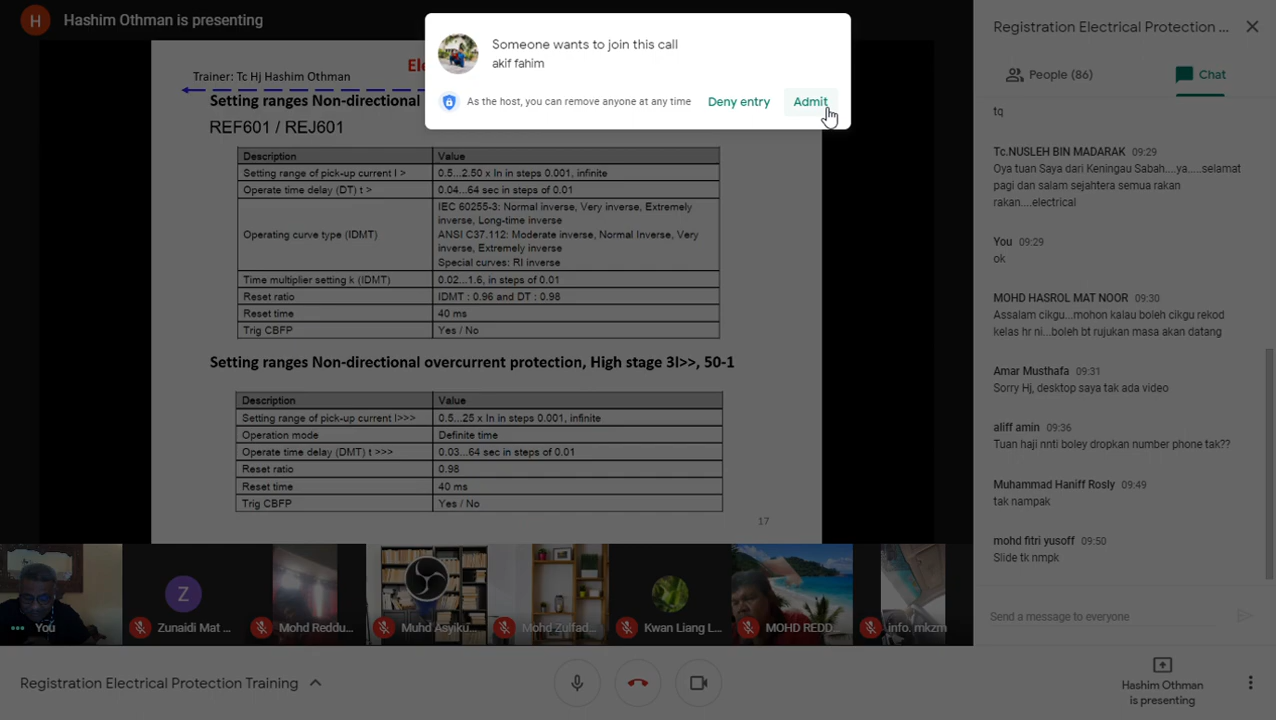 H
Hashim Othman is presenting
Someone wants to join this call
akif fahim
As the host, you can remove anyone at any time
Deny entry
Admit
Trainer: Tc Hj Hashim Othman
Setting ranges Non-directional
REF601 / REJ601
Description Value
Setting range of pick-up current I > 0.5...2.50 x In in steps 0.001, infinite
Operate time delay (DT) t > 0.04...64 sec in steps of 0.01
Operating curve type (IDMT)
IEC 60255-3: Normal inverse, Very inverse, Extremely
inverse, Long-time inverse
ANSI C37.112: Moderate inverse, Normal Inverse, Very
inverse, Extremely inverse
Special curves: RI inverse
Time multiplier setting k (IDMT) 0.02...1.6, in steps of 0.01
Reset ratio IDMT : 0.96 and DT : 0.98
Reset time 40 ms
Trig CBFP Yes / No
Setting ranges Non-directional overcurrent protection, High stage 3I>>, 50-1
Description Value
Setting range of pick-up current I>>> 0.5...25 x In in steps 0.001, infinite
Operation mode Definite time
Operate time delay (DMT) t >>> 0.03...64 sec in steps of 0.01
Reset ratio 0.98
Reset time 40 ms
Trig CBFP Yes / No
17
Registration Electrical Protection ...
People (86)
Chat
tq
Tc.NUSLEH BIN MADARAK 09:29
Oya tuan Saya dari Keningau Sabah....ya.....selamat
pagi dan salam sejahtera semua rakan
rakan....electrical
You 09:29
ok
MOHD HASROL MAT NOOR 09:30
Assalam cikgu...mohon kalau boleh cikgu rekod
kelas hr ni...boleh bt rujukan masa akan datang
Amar Musthafa 09:31
Sorry Hj, desktop saya tak ada video
aliff amin 09:36
Tuan haji nnti boley dropkan number phone tak??
Muhammad Haniff Rosly 09:49
tak nampak
mohd fitri yusoff 09:50
Slide tk nmpk
Send a message to everyone
You
Z
Zunaidi Mat ...
Mohd Reddu...
Muhd Asyiku...
Mohd Zulfad...
Kwan Liang L...
MOHD REDD...
info. mkzm
Registration Electrical Protection Training
Hashim Othman
is presenting